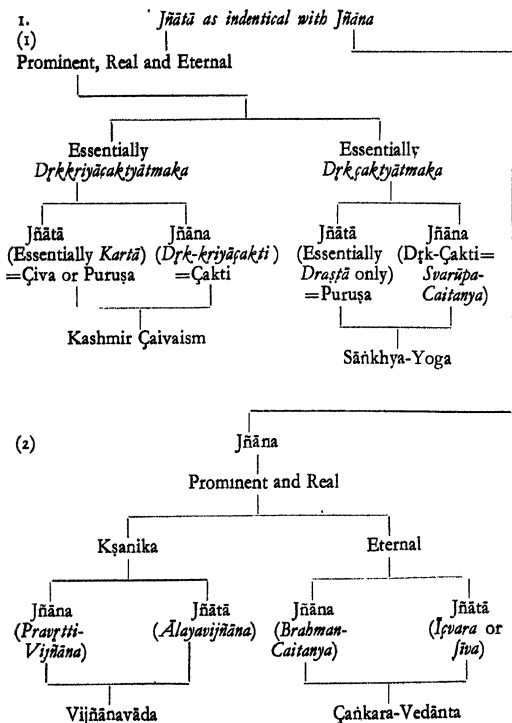 1. Jñātā as indentical with Jñāna
(1)
Prominent, Real and Eternal
Essentially Essentially
Dṛkkriyāçaktyātmaka Dṛkçaktyātmaka
Jñātā Jñāna Jñātā Jñāna
(Essentially Kartā) (Dṛk-kriyāçakti) (Essentially (Dṛk-Çakti=
=Çiva or Puruṣa =Çakti Draṣṭā only) Svarūpa-
=Puruṣa Caitanya)
Kashmir Çaivaism
Sāṅkhya-Yoga
Jñāna
(2)
Prominent and Real
Kṣanika Eternal
Jñāna Jñātā Jñāna Jñātā
(Pravṛtti- (Ālayavijñāna) (Brahman- (Īçvara or
Vijñāna) Caitanya) Jīva)
Vijñānavāda Çaṅkara-Vedānta